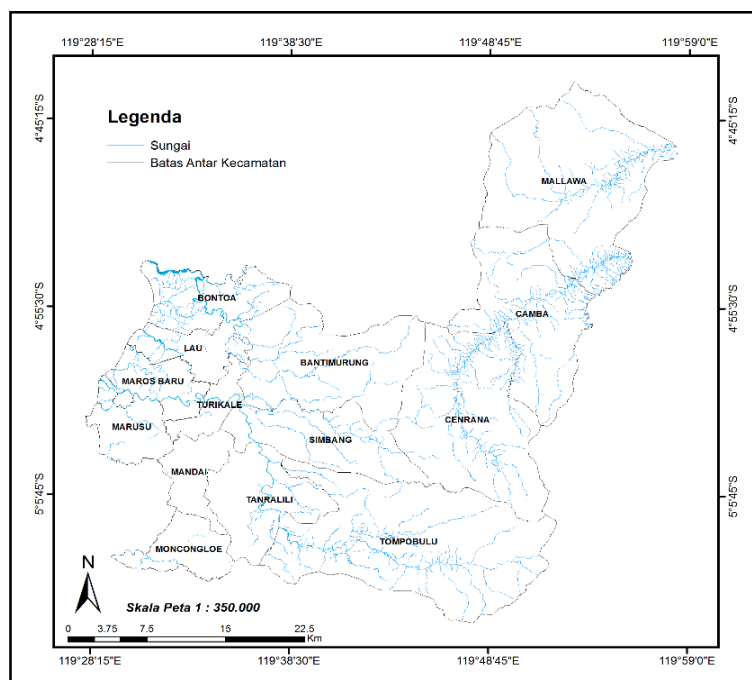 119°28'15"E 119°38'30"E 119°48'45"E 119°59'0"E
4°45'15"S 4°45'15"S
Legenda
Sungai
Batas Antar Kecamatan
MALLAWA
BONTOA
4°55'30"S 4°55'30"S
CAMBA
LAU
BANTIMURUNG
MAROS BARU
TURIKALE
CENRANA
MARUSU
SIMBANG
MANDAI
5°5'45"S 5°5'45"S
TANRALILI
TOMPOBULU
MONCONGLOE
N
Skala Peta 1 : 350.000
0 3.75 7.5 15 22.5
Km
119°28'15"E 119°38'30"E 119°48'45"E 119°59'0"E